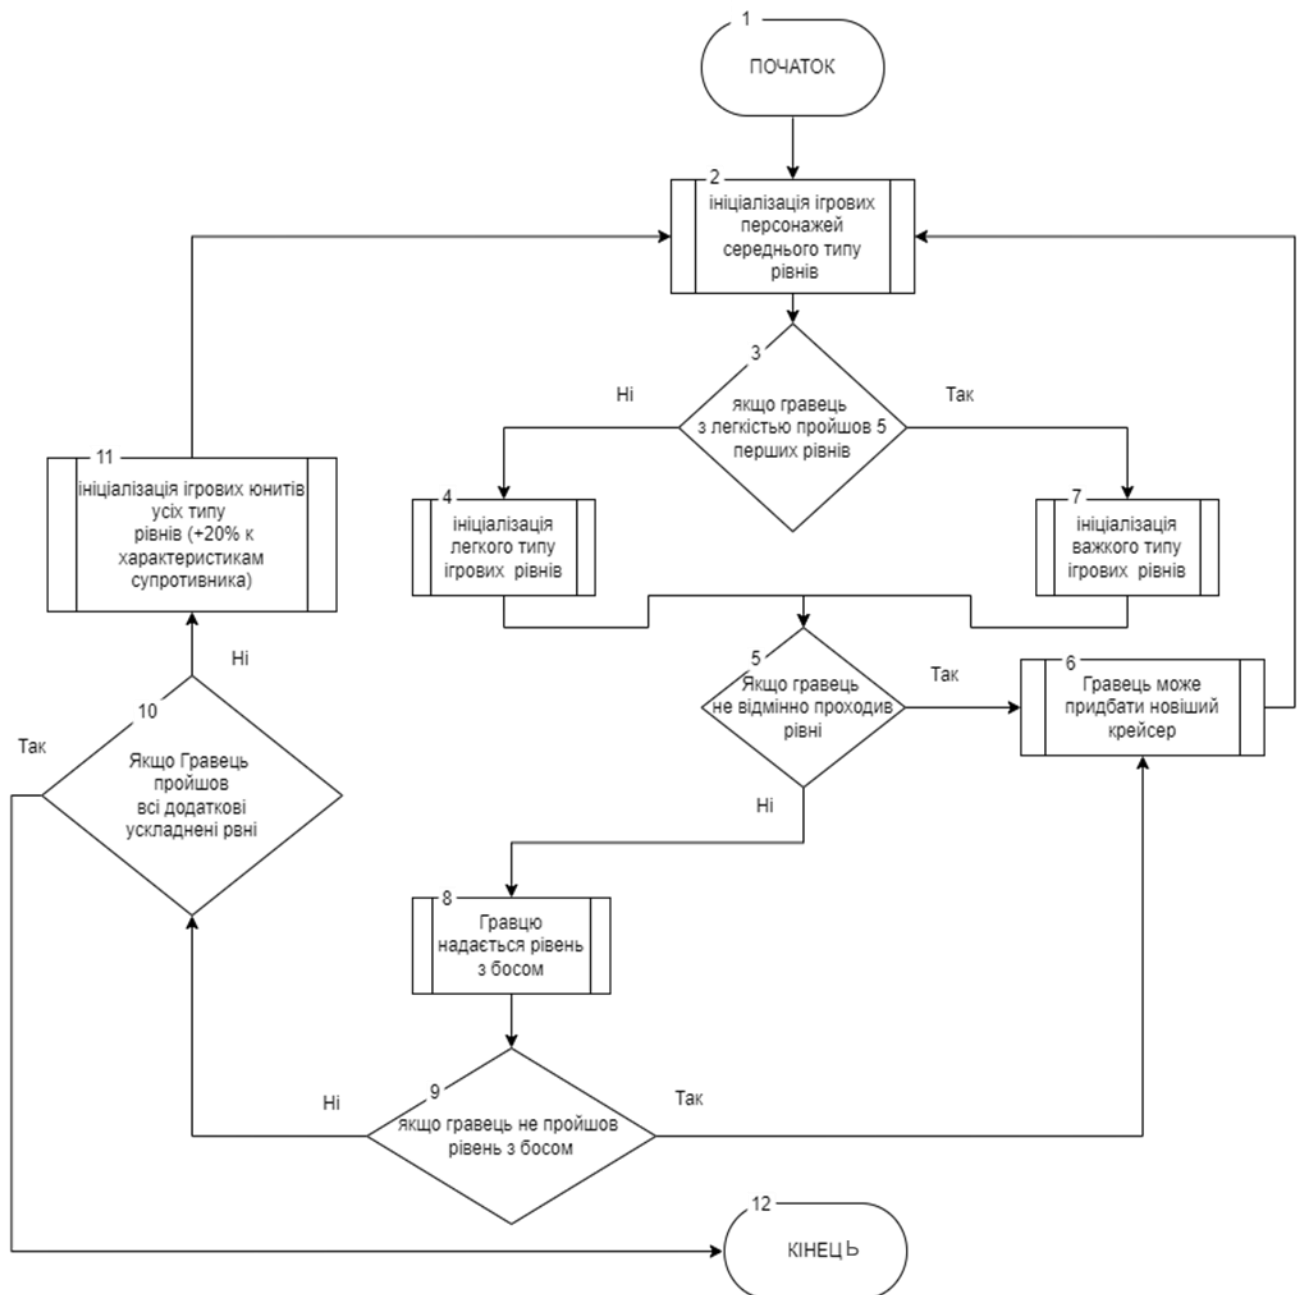 1
ПОЧАТОК
2
ініціалізація ігрових
персонажей
середнього типу
рівнів
3
Ні
Так
якщо гравець
з легкістю пройшов 5
перших рівнів
11
ініціалізація ігрових юнитів
усіх типу
рівнів (+20% к
характеристикам
супротивника)
4
ініціалізація
легкого типу
ігрових рівнів
7
ініціалізація
важкого типу
ігрових рівнів
Ні
5
Якщо гравець
не відмінно проходив
рівні
Так
6
Гравець може
придбати новіший
крейсер
10
Так
Якщо Гравець
пройшов
всі додаткові
ускладнені рвні
Ні
8
Гравцю
надається рівень
з босом
Ні
9
Так
якщо гравець не пройшов
рівень з босом
12
КІНЕЦЬ